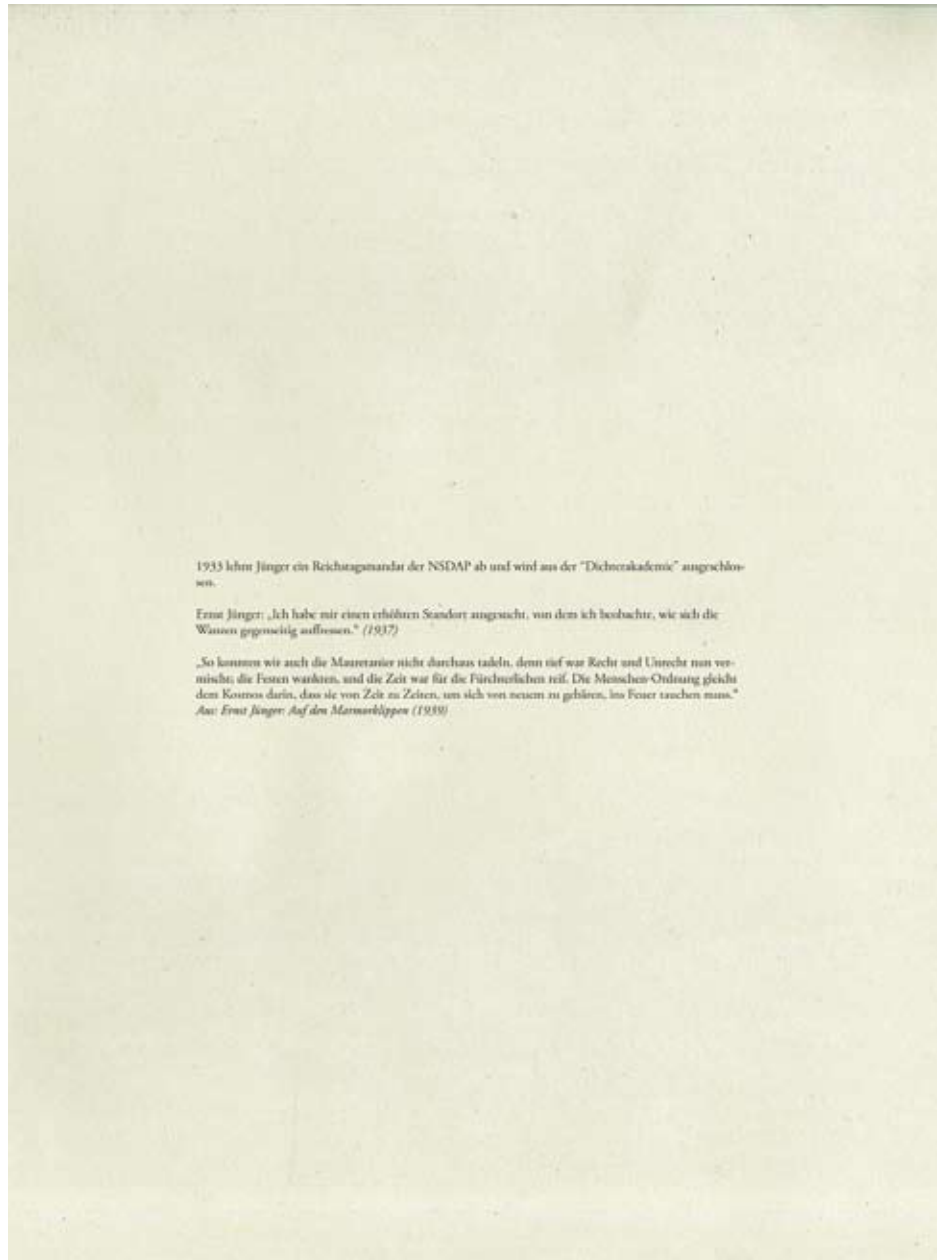 1933 lehnt Jünger ein Reichstagsmandat der NSDAP ab und wird aus der "Dichterakademie" ausgeschlos-
sen.
Ernst Jünger: „Ich habe mir einen erhöhten Standort ausgesucht, von dem ich beobachte, wie sich die
Wanzen gegenseitig auffressen." (1937)
„So konnten wir auch die Mauretanier nicht durchaus tadeln, denn tief war Recht und Unrecht nun ver-
mischt; die Festen wankten, und die Zeit war für die Fürchterlichen reif. Die Menschen-Ordnung gleicht
dem Kosmos darin, dass sie von Zeit zu Zeiten, um sich von neuem zu gebären, ins Feuer tauchen muss."
Aus: Ernst Jünger: Auf den Marmorklippen (1939)